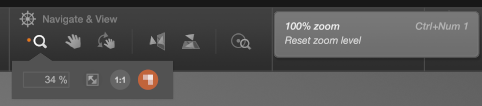 Navigate & View
100% zoom Ctrl+Num 1
Reset zoom level
34 %
1:1